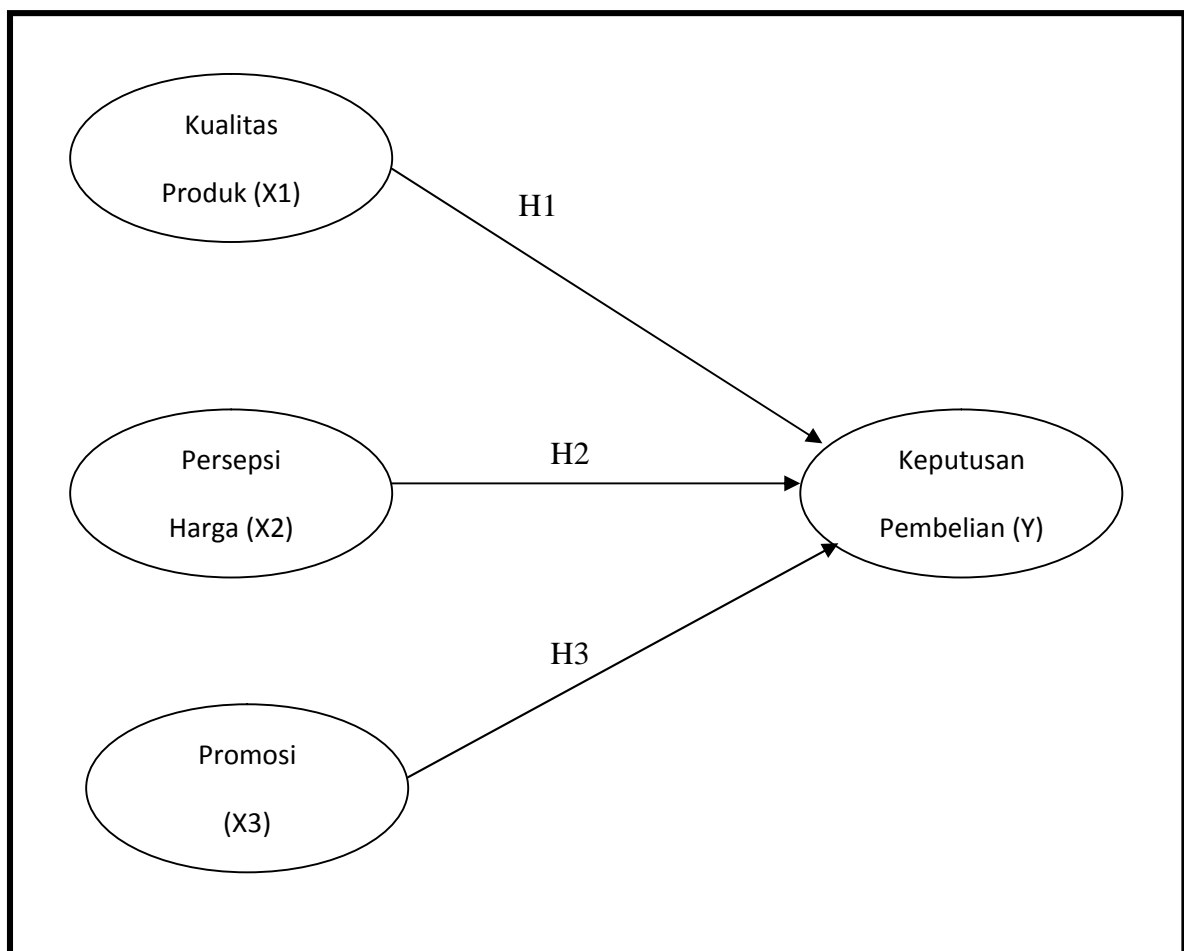 Kualitas
Produk (X1)
H1
Persepsi
Harga (X2)
H2
Keputusan
Pembelian (Y)
H3
Promosi
(X3)